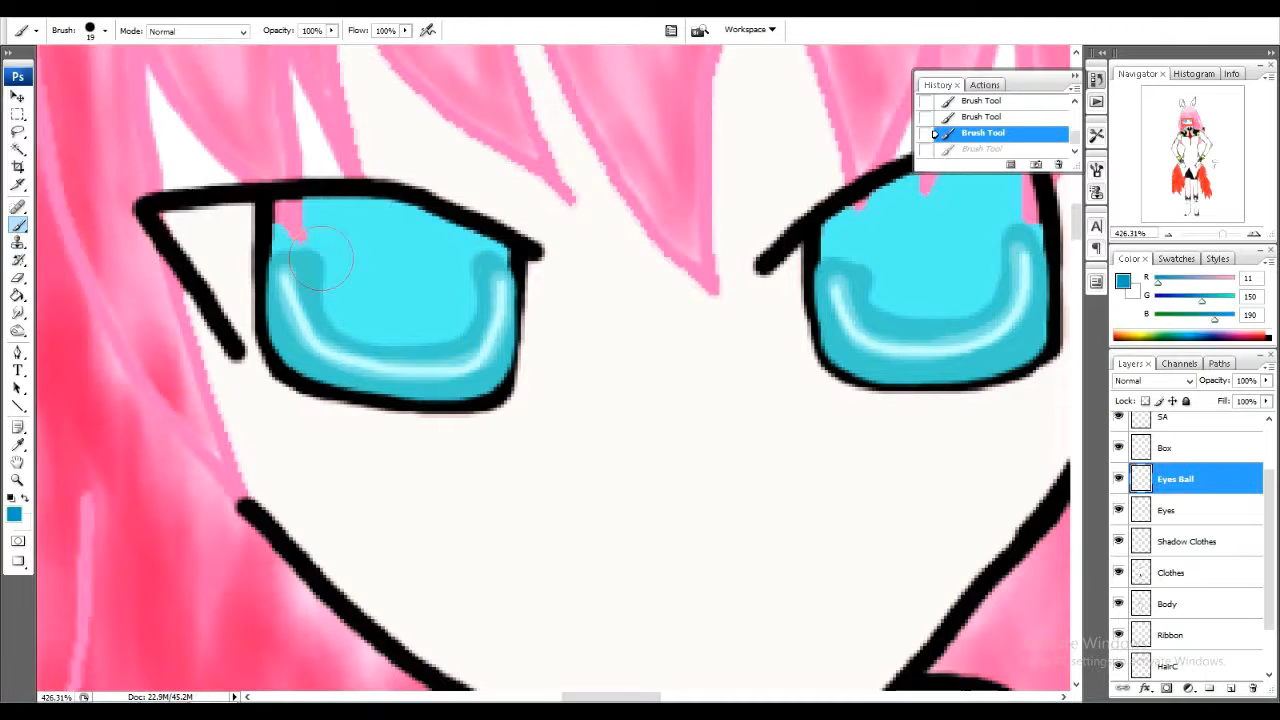 Brush:
19
Mode:
Normal
Opacity:
100%
Flow:
100%
Workspace
Ps
History × Actions
Brush Tool
Brush Tool
Brush Tool
Brush Tool
A
T
Navigator × Histogram Info
426.31%
Color × Swatches Styles
R 11
G 150
B 190
Layers × Channels Paths
Normal
Opacity: 100%
Lock:
Fill: 100%
SA
Box
Eyes Ball
Eyes
Shadow Clothes
Clothes
Body
Ribbon
426.31%
Doc: 22.9M/45.2M